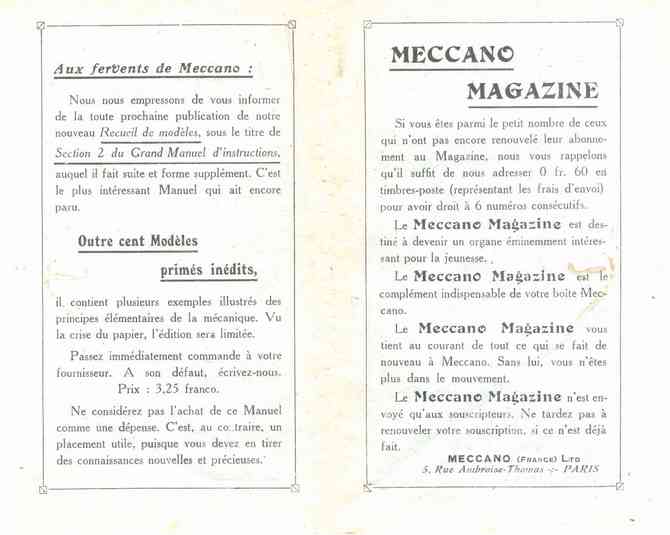 Aux fervents de Meccano :
Nous nous empressons de vous informer
de la toute prochaine publication de notre
nouveau Recueil de modèles, sous le titre de
Section 2 du Grand Manuel d'instructions,
auquel il fait suite et forme supplément. C'est
le plus intéressant Manuel qui ait encore
paru.
Outre cent Modèles
primés inédits,
il contient plusieurs exemples illustrés des
principes élémentaires de la mécanique. Vu
la crise du papier, l'édition sera limitée.
Passez immédiatement commande à votre
fournisseur. A son défaut, écrivez-nous.
Prix : 3,25 franco.
Ne considérez pas l'achat de ce Manuel
comme une dépense. C'est, au co..traire, un
placement utile, puisque vous devez en tirer
des connaissances nouvelles et précieuses.
MECCANO
MAGAZINE
Si vous êtes parmi le petit nombre de ceux
qui n'ont pas encore renouvelé leur abonne-
ment au Magazine, nous vous rappelons
qu'il suffit de nous adresser 0 fr. 60 en
timbres-poste (représentant les frais d'envoi)
pour avoir droit à 6 numéros consécutifs.
Le Meccano Magazine est des-
tiné à devenir un organe éminemment intéres-
sant pour la jeunesse.
Le Meccano Magazine est le
complément indispensable de votre boîte Mec-
cano.
Le Meccano Magazine vous
tient au courant de tout ce qui se fait de
nouveau à Meccano. Sans lui, vous n'êtes
plus dans le mouvement.
Le Meccano Magazine n'est en-
voyé qu'aux souscripteurs. Ne tardez pas à
renouveler votre souscription, si ce n'est déjà
fait.
MECCANO (FRANCE) LTD
5, Rue Ambroise-Thomas -:- PARIS